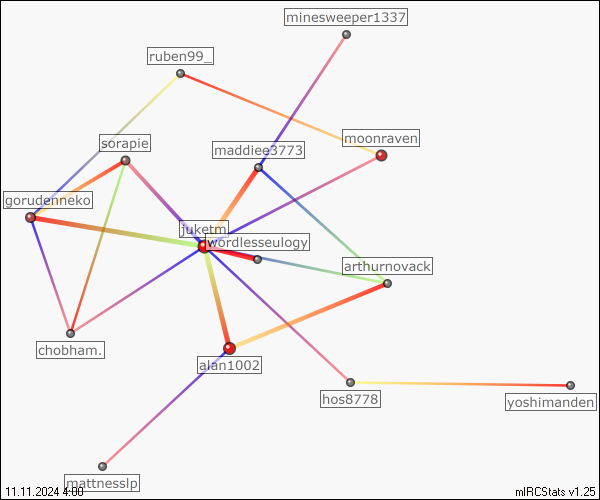 minesweeper1337
ruben99_
moonraven
sorapie
maddiee3773
gorudenneko
juketm
wordlesseulogy
arthurnovack
chobham.
alan1002
hos8778
yoshimanden
mattnesslp
11.11.2024 4:00
mIRCStats v1.25